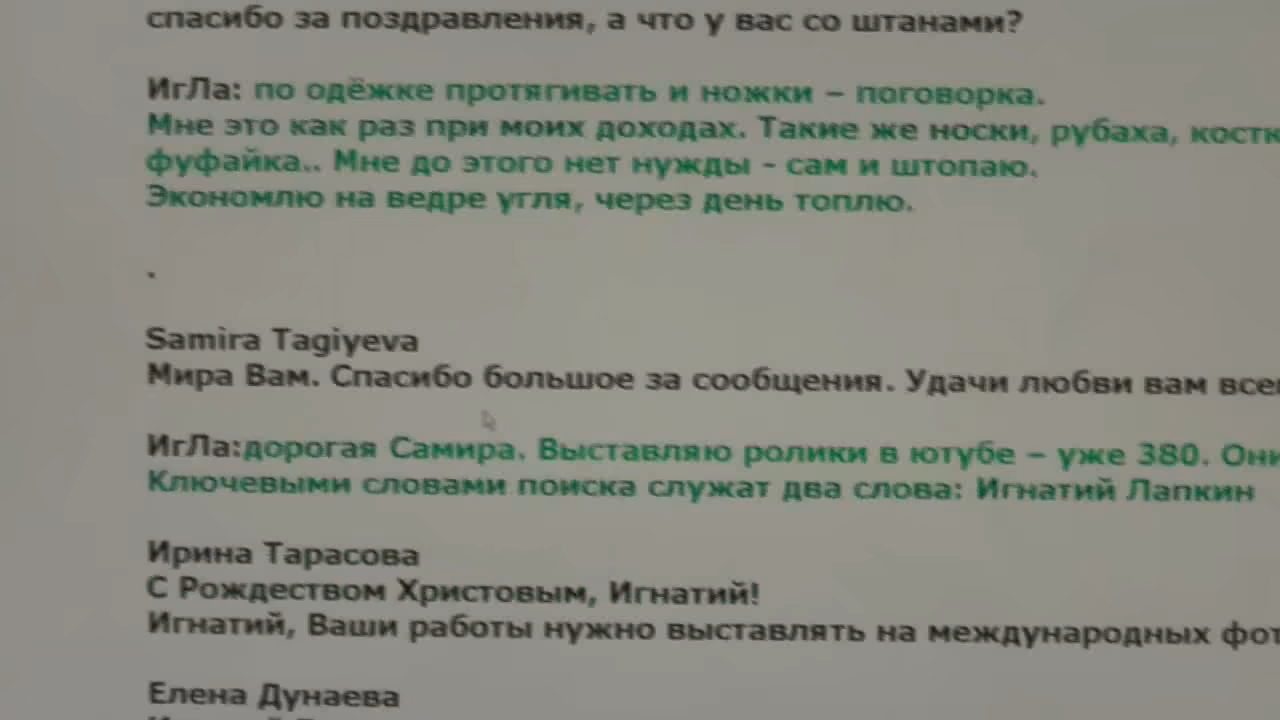 спасибо за поздравления, а что у вас со штанами?
ИгЛа: по одёжке протягивать и ножки – поговорка.
Мне это как раз при моих доходах. Такие же носки, рубаха,
фуфайка.. Мне до этого нет нужды - сам и штопаю.
Экономлю на ведре угля, через день топлю.
.
Samira Tagiyeva
Мира Вам. Спасибо большое за сообщения. Удачи любви вам
ИгЛа:дорогая Самира. Выставляю ролики в ютубе – уже 380. Они
Ключевыми словами поиска служат два слова: Игнатий Лапкин
Ирина Тарасова
С Рождеством Христовым, Игнатий!
Игнатий, Ваши работы нужно выставлять на международных
Елена Дунаева